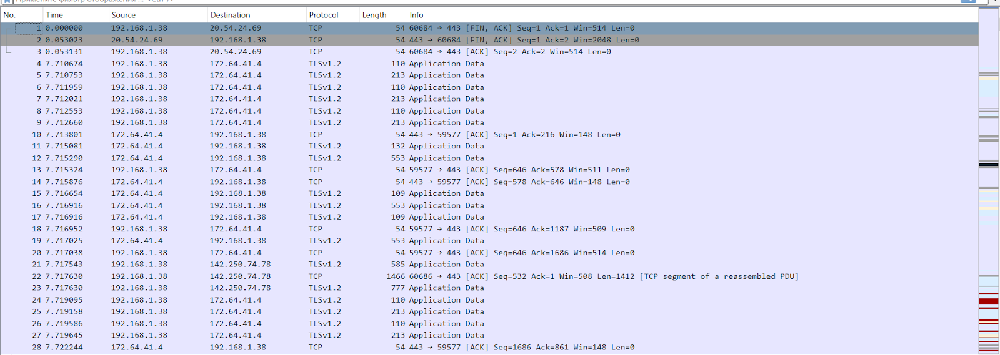 Примените фильтр отображения ... <Ctrl-/>
No. Time Source Destination Protocol Length Info
1 0.000000 192.168.1.38 20.54.24.69 TCP 54 60684 → 443 [FIN, ACK] Seq=1 Ack=1 Win=514 Len=0
2 0.053023 20.54.24.69 192.168.1.38 TCP 54 443 → 60684 [FIN, ACK] Seq=1 Ack=2 Win=2048 Len=0
3 0.053131 192.168.1.38 20.54.24.69 TCP 54 60684 → 443 [ACK] Seq=2 Ack=2 Win=514 Len=0
4 7.710674 192.168.1.38 172.64.41.4 TLSv1.2 110 Application Data
5 7.710753 192.168.1.38 172.64.41.4 TLSv1.2 213 Application Data
6 7.711959 192.168.1.38 172.64.41.4 TLSv1.2 110 Application Data
7 7.712021 192.168.1.38 172.64.41.4 TLSv1.2 213 Application Data
8 7.712553 192.168.1.38 172.64.41.4 TLSv1.2 110 Application Data
9 7.712660 192.168.1.38 172.64.41.4 TLSv1.2 213 Application Data
10 7.713801 172.64.41.4 192.168.1.38 TCP 54 443 → 59577 [ACK] Seq=1 Ack=216 Win=148 Len=0
11 7.715081 172.64.41.4 192.168.1.38 TLSv1.2 132 Application Data
12 7.715290 172.64.41.4 192.168.1.38 TLSv1.2 553 Application Data
13 7.715324 192.168.1.38 172.64.41.4 TCP 54 59577 → 443 [ACK] Seq=646 Ack=578 Win=511 Len=0
14 7.715876 172.64.41.4 192.168.1.38 TCP 54 443 → 59577 [ACK] Seq=578 Ack=646 Win=148 Len=0
15 7.716654 172.64.41.4 192.168.1.38 TLSv1.2 109 Application Data
16 7.716916 172.64.41.4 192.168.1.38 TLSv1.2 553 Application Data
17 7.716916 172.64.41.4 192.168.1.38 TLSv1.2 109 Application Data
18 7.716952 192.168.1.38 172.64.41.4 TCP 54 59577 → 443 [ACK] Seq=646 Ack=1187 Win=509 Len=0
19 7.717025 172.64.41.4 192.168.1.38 TLSv1.2 553 Application Data
20 7.717038 192.168.1.38 172.64.41.4 TCP 54 59577 → 443 [ACK] Seq=646 Ack=1686 Win=514 Len=0
21 7.717543 192.168.1.38 142.250.74.78 TLSv1.2 585 Application Data
22 7.717630 192.168.1.38 142.250.74.78 TCP 1466 60686 → 443 [ACK] Seq=532 Ack=1 Win=508 Len=1412 [TCP segment of a reassembled PDU]
23 7.717630 192.168.1.38 142.250.74.78 TLSv1.2 777 Application Data
24 7.719095 192.168.1.38 172.64.41.4 TLSv1.2 110 Application Data
25 7.719158 192.168.1.38 172.64.41.4 TLSv1.2 213 Application Data
26 7.719586 192.168.1.38 172.64.41.4 TLSv1.2 110 Application Data
27 7.719645 192.168.1.38 172.64.41.4 TLSv1.2 213 Application Data
28 7.722244 172.64.41.4 192.168.1.38 TCP 54 443 → 59577 [ACK] Seq=1686 Ack=861 Win=148 Len=0